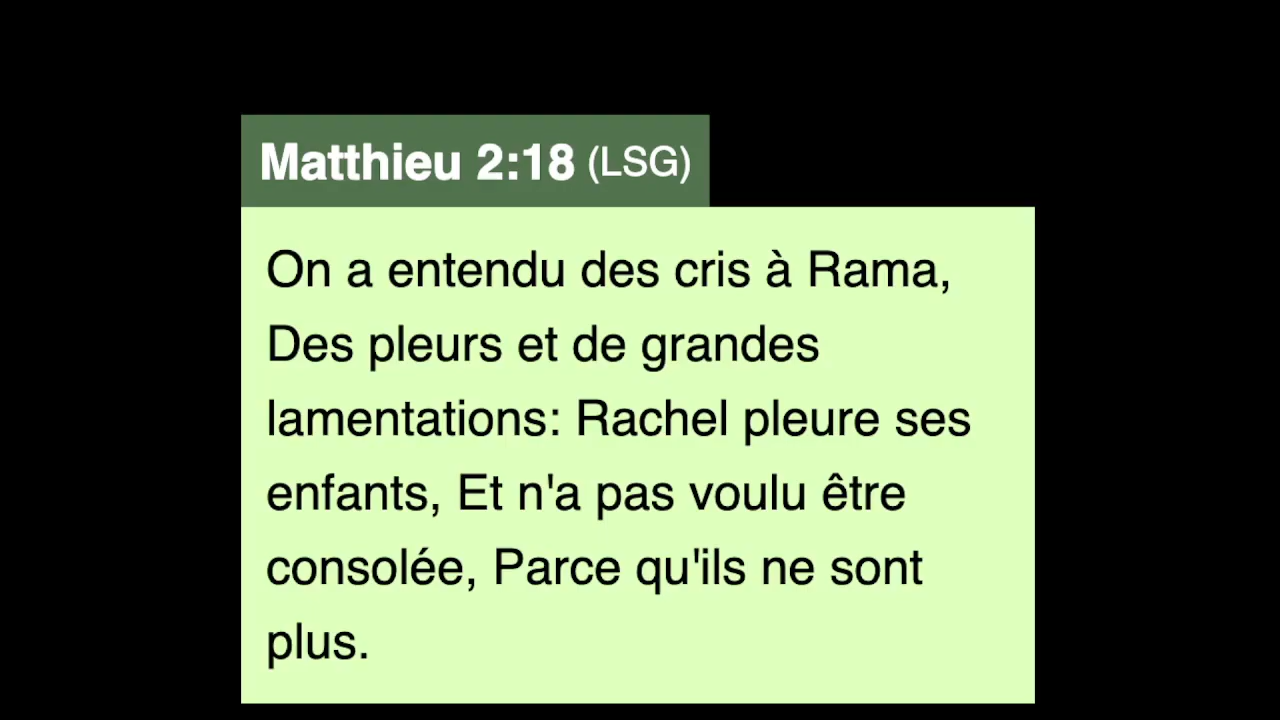 Matthieu 2:18 (LSG)
On a entendu des cris à Rama,
Des pleurs et de grandes
lamentations: Rachel pleure ses
enfants, Et n'a pas voulu être
consolée, Parce qu'ils ne sont
plus.